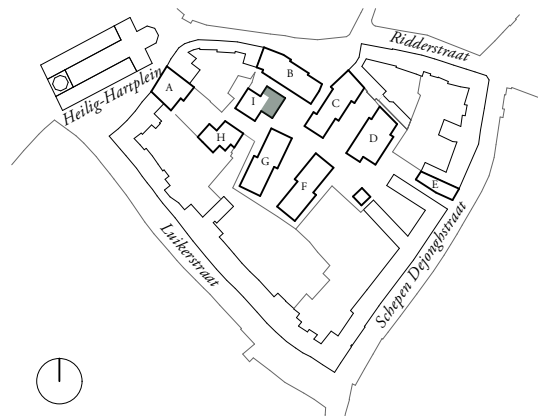 Ridderstraat
Heilig-Hartplein
A
B
C
D
E
F
G
H
I
Luikerstraat
Schepen Dejonghstraat